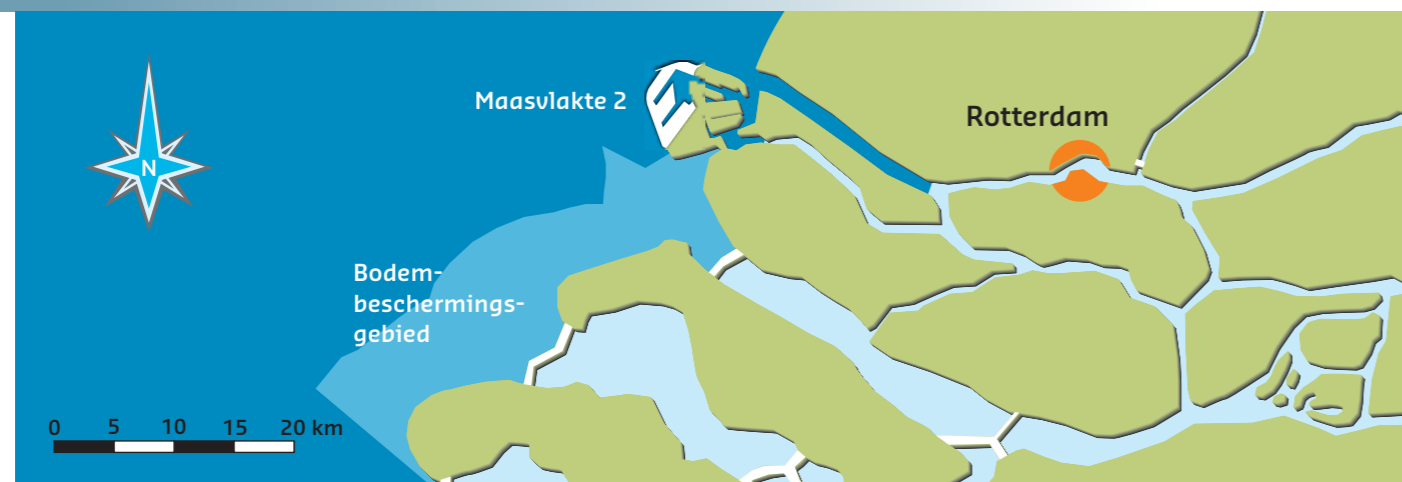 Maasvlakte 2
Rotterdam
N
Bodem-
beschermings-
gebied
0 5 10 15 20 km